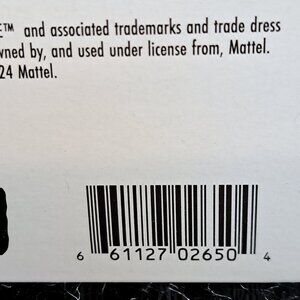 ™ and associated trademarks and trade dress
wned by, and used under license from, Mattel.
24 Mattel.
6 61127 02650 4